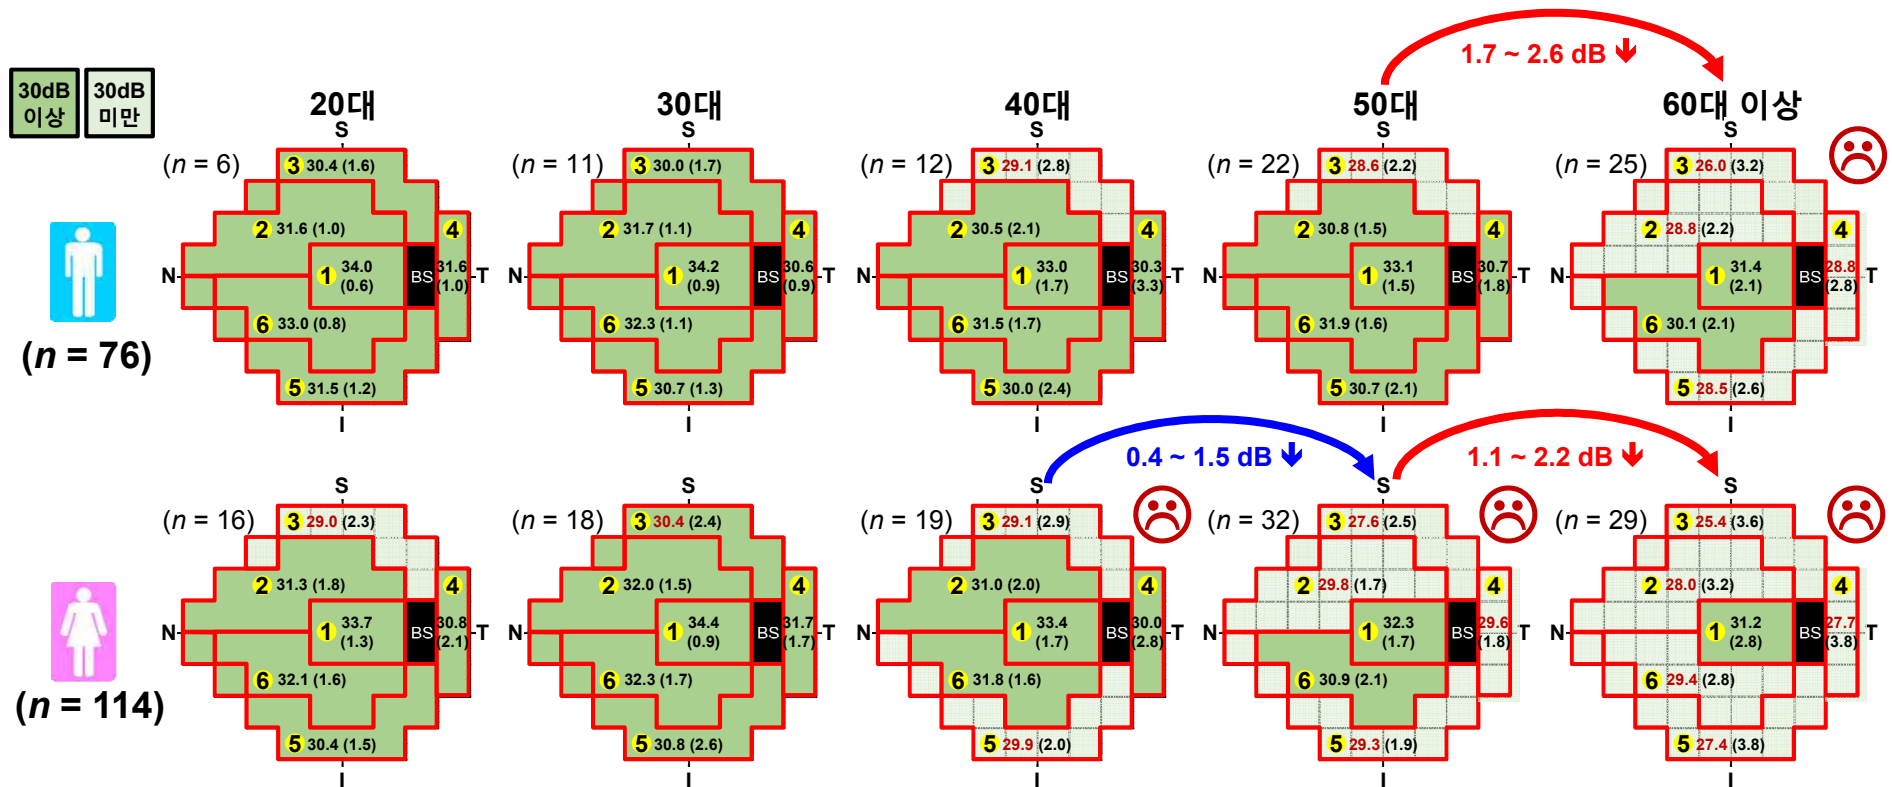 1.7 ~ 2.6 dB ↓
30dB 이상
30dB 미만
20대
30대
40대
50대
60대 이상
(n = 76)
S
(n = 6)
3 30.4 (1.6)
2 31.6 (1.0)
4
N
1 34.0 (0.6)
BS
31.6 (1.0)
T
6 33.0 (0.8)
5 31.5 (1.2)
I
S
(n = 11)
3 30.0 (1.7)
2 31.7 (1.1)
4
N
1 34.2 (0.9)
BS
30.6 (0.9)
T
6 32.3 (1.1)
5 30.7 (1.3)
I
S
(n = 12)
3 29.1 (2.8)
2 30.5 (2.1)
4
N
1 33.0 (1.7)
BS
30.3 (3.3)
T
6 31.5 (1.7)
5 30.0 (2.4)
I
S
(n = 22)
3 28.6 (2.2)
2 30.8 (1.5)
4
N
1 33.1 (1.5)
BS
30.7 (1.8)
T
6 31.9 (1.6)
5 30.7 (2.1)
I
S
(n = 25)
3 26.0 (3.2)
2 28.8 (2.2)
4
N
1 31.4 (2.1)
BS
28.8 (2.8)
T
6 30.1 (2.1)
5 28.5 (2.6)
I
0.4 ~ 1.5 dB ↓
1.1 ~ 2.2 dB ↓
(n = 114)
S
(n = 16)
3 29.0 (2.3)
2 31.3 (1.8)
4
N
1 33.7 (1.3)
BS
30.8 (2.1)
T
6 32.1 (1.6)
5 30.4 (1.5)
I
S
(n = 18)
3 30.4 (2.4)
2 32.0 (1.5)
4
N
1 34.4 (0.9)
BS
31.7 (1.7)
T
6 32.3 (1.7)
5 30.8 (2.6)
I
S
(n = 19)
3 29.1 (2.9)
2 31.0 (2.0)
4
N
1 33.4 (1.7)
BS
30.0 (2.8)
T
6 31.8 (1.6)
5 29.9 (2.0)
I
S
(n = 32)
3 27.6 (2.5)
2 29.8 (1.7)
4
N
1 32.3 (1.7)
BS
29.6 (1.8)
T
6 30.9 (2.1)
5 29.3 (1.9)
I
S
(n = 29)
3 25.4 (3.6)
2 28.0 (3.2)
4
N
1 31.2 (2.8)
BS
27.7 (3.8)
T
6 29.4 (2.8)
5 27.4 (3.8)
I